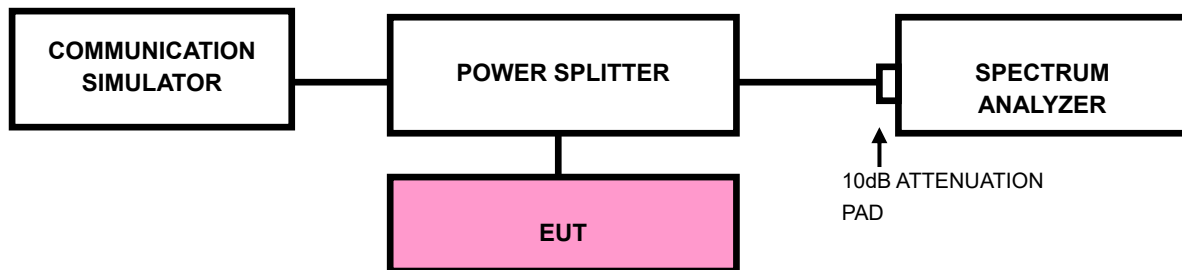 COMMUNICATION
SIMULATOR
POWER SPLITTER
SPECTRUM
ANALYZER
10dB ATTENUATION
PAD
EUT